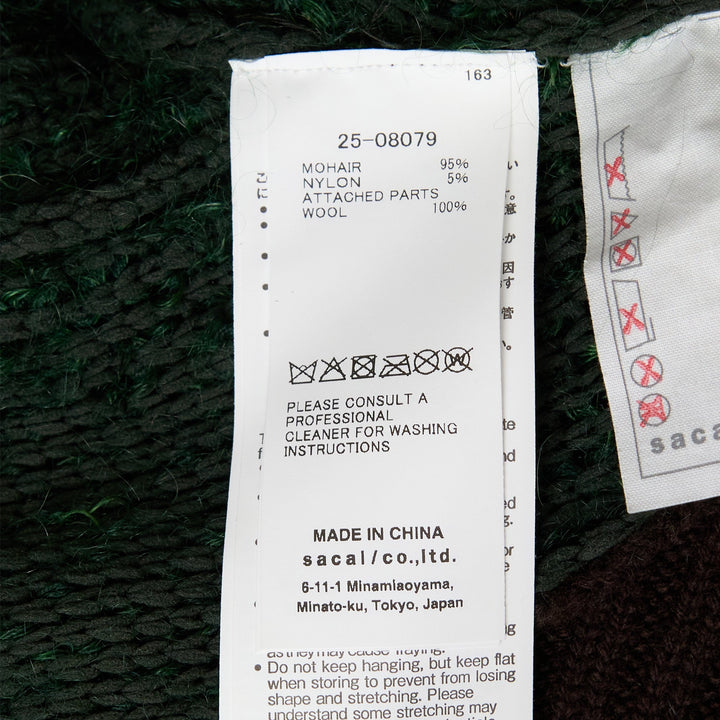 163
25-08079
MOHAIR 95%
NYLON 5%
ATTACHED PARTS
WOOL 100%
PLEASE CONSULT A
PROFESSIONAL
CLEANER FOR WASHING
INSTRUCTIONS
MADE IN CHINA
sacai/co.,ltd.
6-11-1 Minamiaoyama,
Minato-ku, Tokyo, Japan
as they may cause fraying.
• Do not keep hanging, but keep flat
when storing to prevent from losing
shape and stretching. Please
understand some stretching may